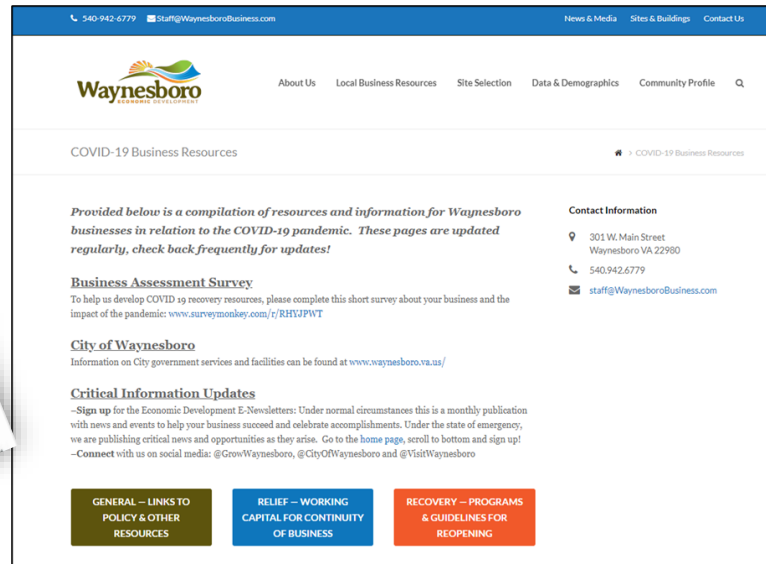 540-942-6779 Staff@WaynesboroBusiness.com News & Media Sites & Buildings Contact Us
Waynesboro
ECONOMIC DEVELOPMENT
About Us Local Business Resources Site Selection Data & Demographics Community Profile
COVID-19 Business Resources > COVID-19 Business Resources
Provided below is a compilation of resources and information for Waynesboro
businesses in relation to the COVID-19 pandemic. These pages are updated
regularly, check back frequently for updates!
Business Assessment Survey
To help us develop COVID 19 recovery resources, please complete this short survey about your business and the
impact of the pandemic: www.surveymonkey.com/r/RHYJPWT
City of Waynesboro
Information on City government services and facilities can be found at www.waynesboro.va.us/
Critical Information Updates
–Sign up for the Economic Development E-Newsletters: Under normal circumstances this is a monthly publication
with news and events to help your business succeed and celebrate accomplishments. Under the state of emergency,
we are publishing critical news and opportunities as they arise. Go to the home page, scroll to bottom and sign up!
–Connect with us on social media: @GrowWaynesboro, @CityOfWaynesboro and @VisitWaynesboro
GENERAL — LINKS TO
POLICY & OTHER
RESOURCES
RELIEF — WORKING
CAPITAL FOR CONTINUITY
OF BUSINESS
RECOVERY — PROGRAMS
& GUIDELINES FOR
REOPENING
Contact Information
301 W. Main Street
Waynesboro VA 22980
540.942.6779
staff@WaynesboroBusiness.com